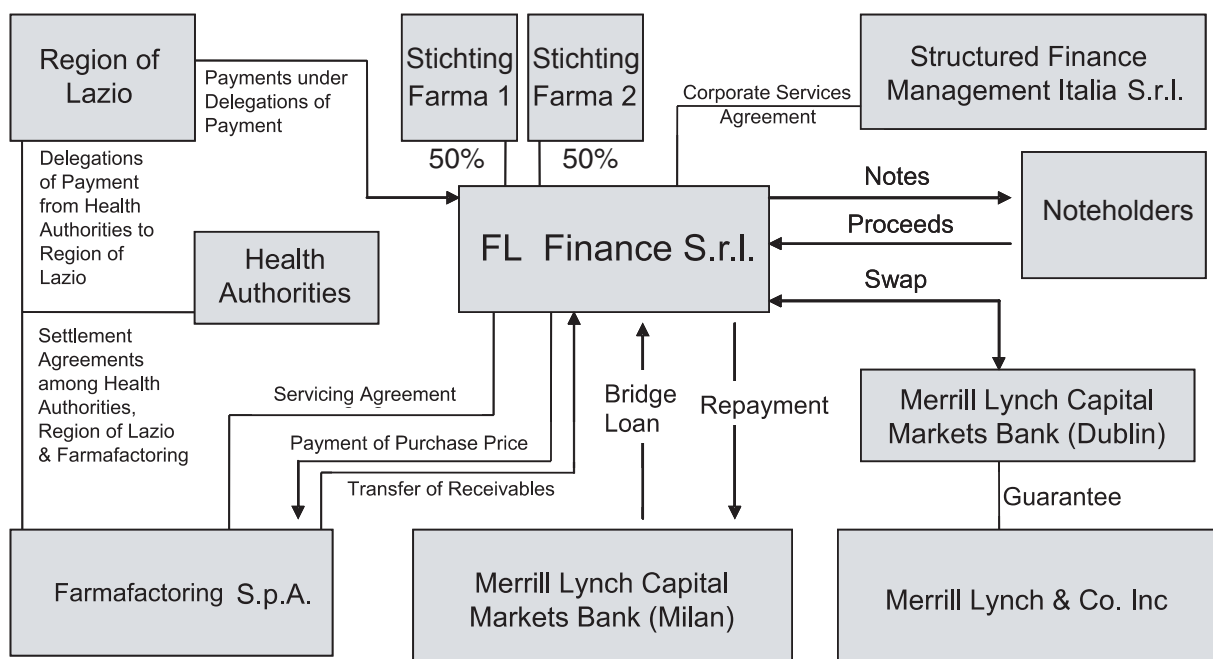 Region of
Lazio
Payments under
Delegations of
Payment
Stichting
Farma 1
Stichting
Farma 2
50%
50%
Corporate Services
Agreement
Structured Finance
Management Italia S.r.l.
Delegations
of Payment
from Health
Authorities to
Region of
Lazio
Health
Authorities
FL Finance S.r.l.
Notes
Proceeds
Noteholders
Swap
Settlement
Agreements
among Health
Authorities,
Region of Lazio
& Farmafactoring
Servicing Agreement
Payment of Purchase Price
Transfer of Receivables
Bridge
Loan
Repayment
Merrill Lynch Capital
Markets Bank (Dublin)
Guarantee
Farmafactoring S.p.A.
Merrill Lynch Capital
Markets Bank (Milan)
Merrill Lynch & Co. Inc